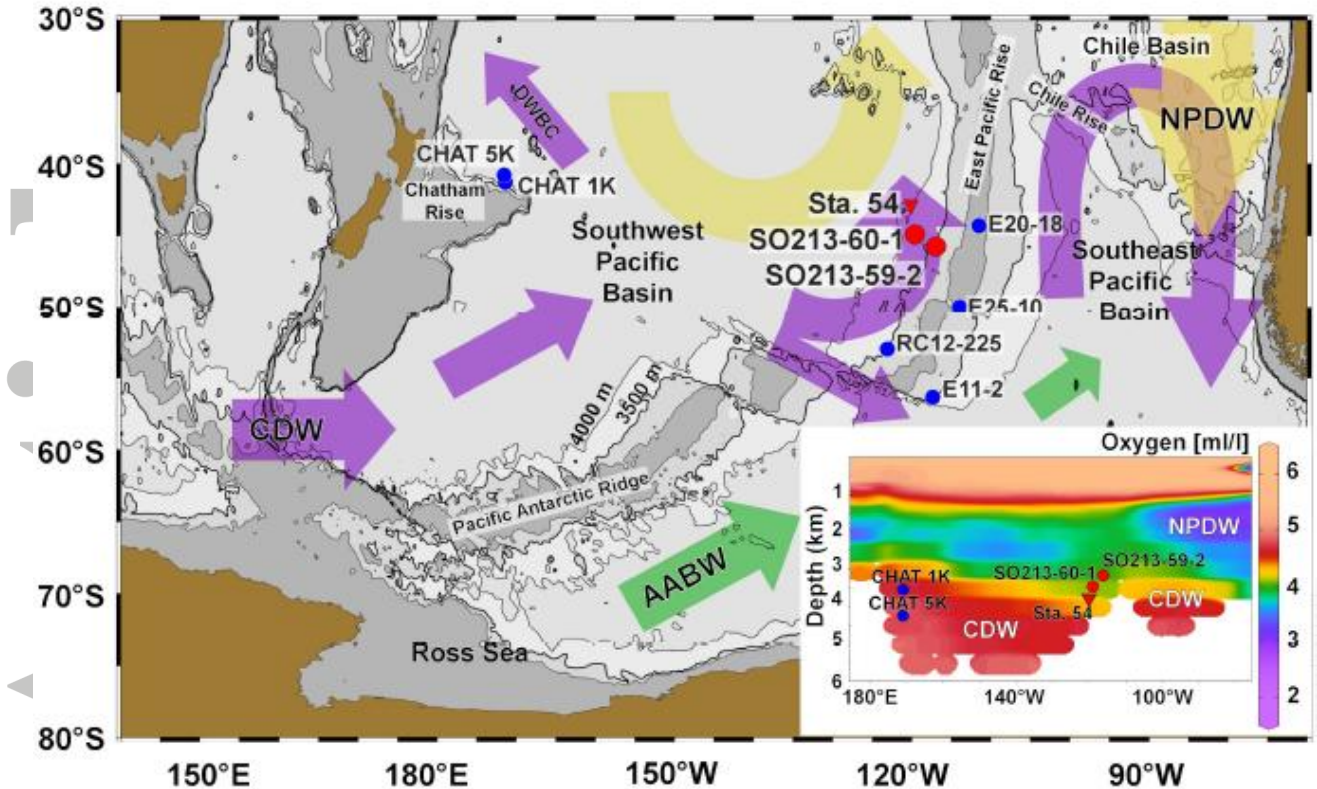 30°S
40°S
50°S
60°S
70°S
80°S
150°E
180°E
150°W
120°W
90°W
DWBC
CHAT 5K
CHAT 1K
Chatham
Rise
Southwest
Pacific
Basin
CDW
4000 m
3500 m
Pacific Antarctic Ridge
AABW
Ross Sea
East Pacific Rise
Chile Rise
Chile Basin
NPDW
Sta. 54
SO213-60-1
SO213-59-2
E20-18
E25-10
RC12-225
E11-2
Southeast
Pacific
Basin
Oxygen [ml/l]
6
5
4
3
2
Depth (km)
1
2
3
4
5
6
180°E
140°W
100°W
NPDW
SO213-59-2
SO213-60-1
CHAT 1K
CHAT 5K
Sta. 54
CDW
CDW